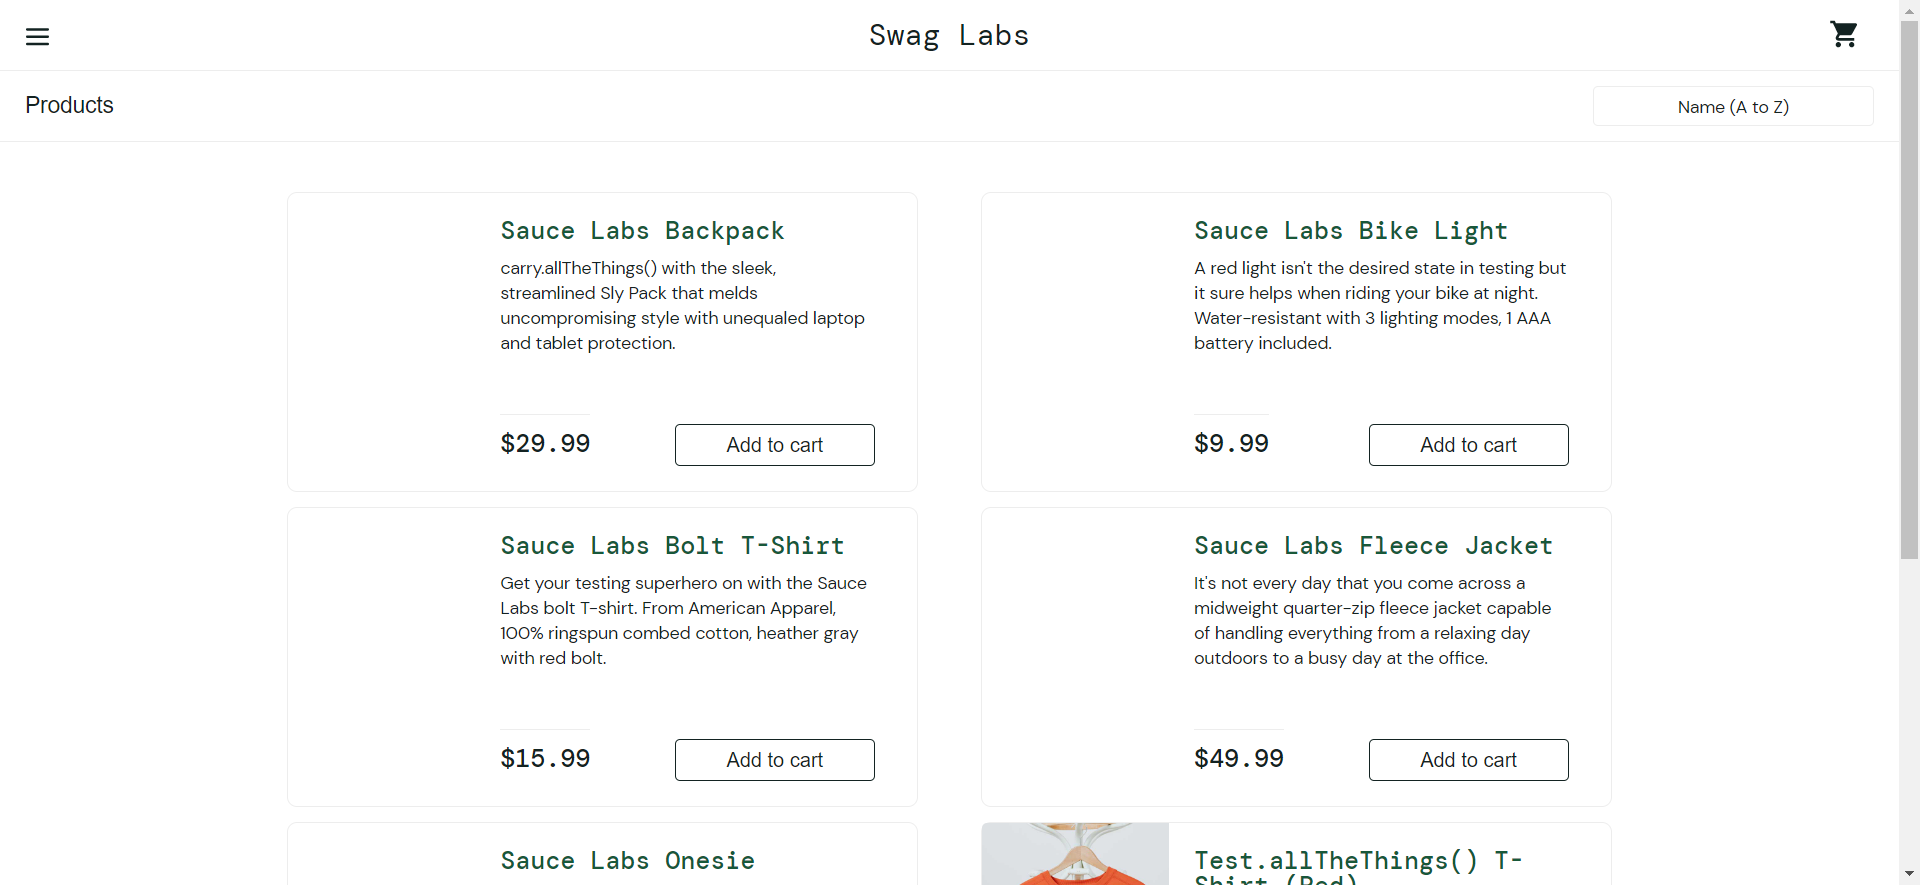 Swag Labs
Products
Name (A to Z)
Sauce Labs Backpack
carry.allTheThings() with the sleek,
streamlined Sly Pack that melds
uncompromising style with unequaled laptop
and tablet protection.
$29.99
Add to cart
Sauce Labs Bike Light
A red light isn't the desired state in testing but
it sure helps when riding your bike at night.
Water-resistant with 3 lighting modes, 1 AAA
battery included.
$9.99
Add to cart
Sauce Labs Bolt T-Shirt
Get your testing superhero on with the Sauce
Labs bolt T-shirt. From American Apparel,
100% ringspun combed cotton, heather gray
with red bolt.
$15.99
Add to cart
Sauce Labs Fleece Jacket
It's not every day that you come across a
midweight quarter-zip fleece jacket capable
of handling everything from a relaxing day
outdoors to a busy day at the office.
$49.99
Add to cart
Sauce Labs Onesie
Test.allTheThings() T-
Shirt (Red)